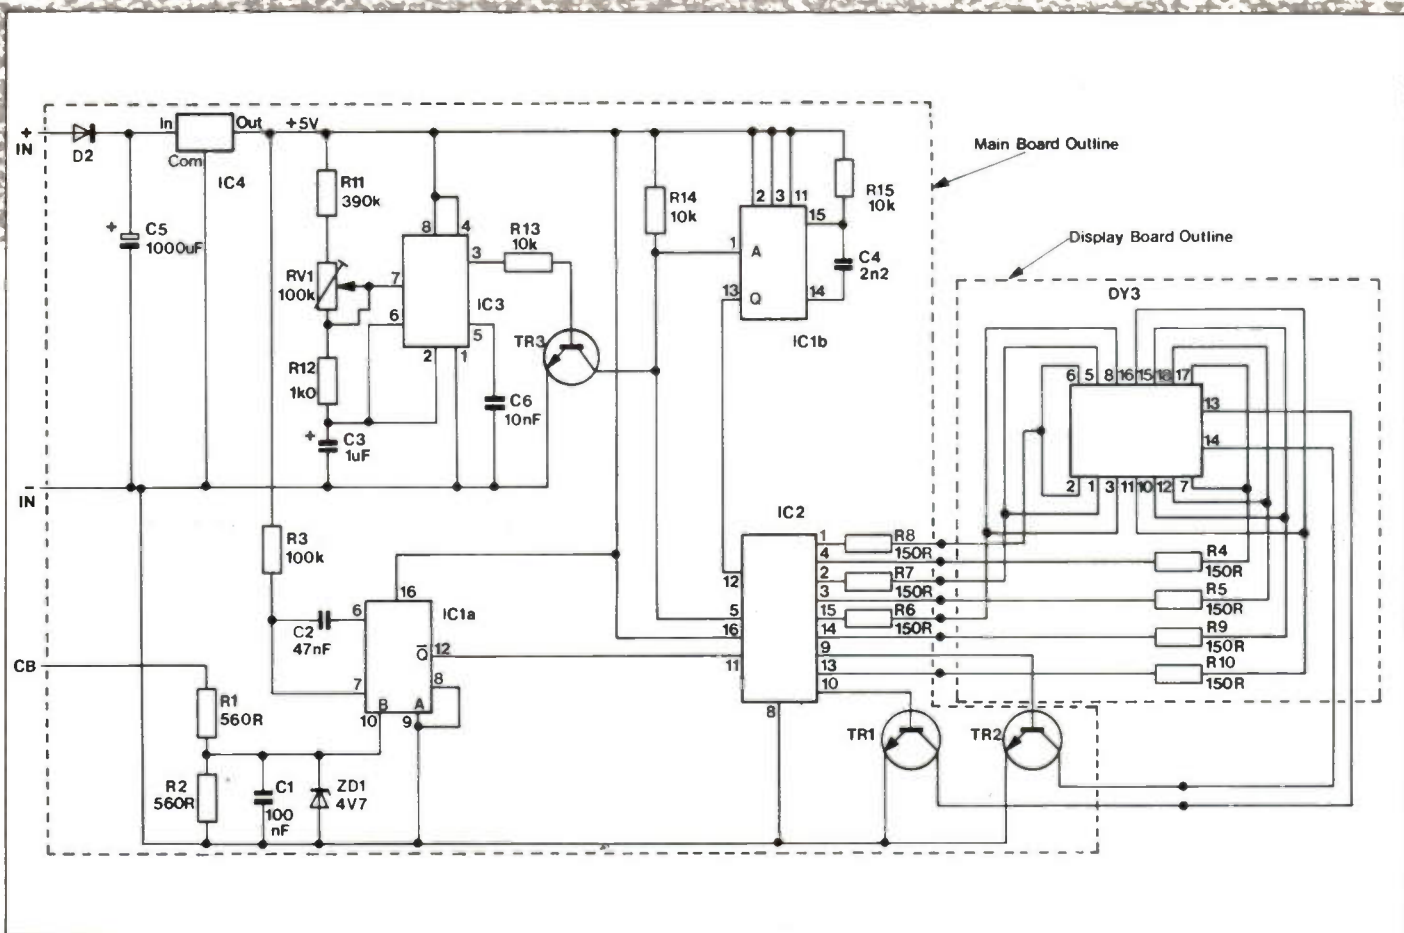 +
IN
D2
In
Out
+5V
Com
IC4
+
C5
1000uF
R11
390k
RV1
100k
R12
1k0
+
C3
1uF
8
4
7
3
IC3
6
5
2
1
R13
10k
TR3
C6
10nF
R14
10k
2
3
11
15
1
A
13
Q
14
IC1b
R15
10k
C4
2n2
Main Board Outline
Display Board Outline
DY3
6
5
8
16
15
18
17
13
14
2
1
3
11
10
12
7
−
IN
R3
100k
C2
47nF
16
6
IC1a
Q̅
12
7
8
B
A
10
9
CB
R1
560R
R2
560R
C1
100
nF
ZD1
4V7
IC2
12
5
16
11
8
1
4
2
3
15
14
9
13
10
R8
150R
R7
150R
R6
150R
R4
150R
R5
150R
R9
150R
R10
150R
TR1
TR2